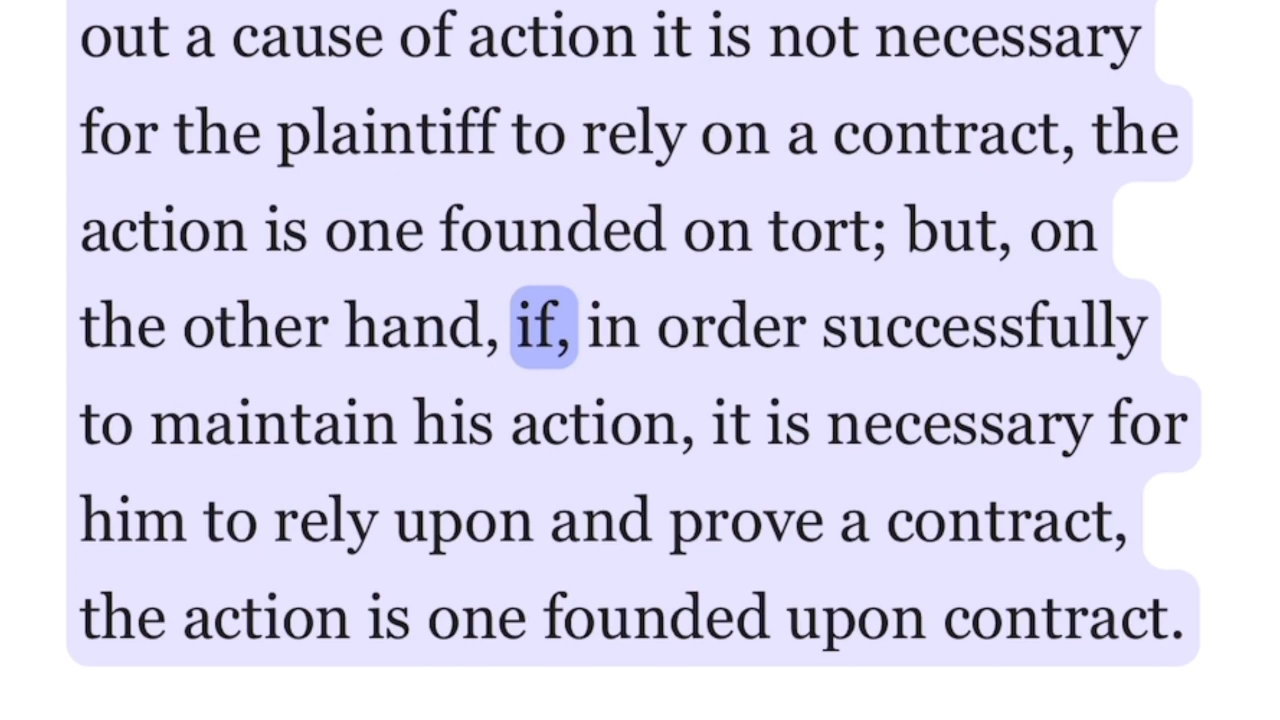 out a cause of action it is not necessary
for the plaintiff to rely on a contract, the
action is one founded on tort; but, on
the other hand, if, in order successfully
to maintain his action, it is necessary for
him to rely upon and prove a contract,
the action is one founded upon contract.